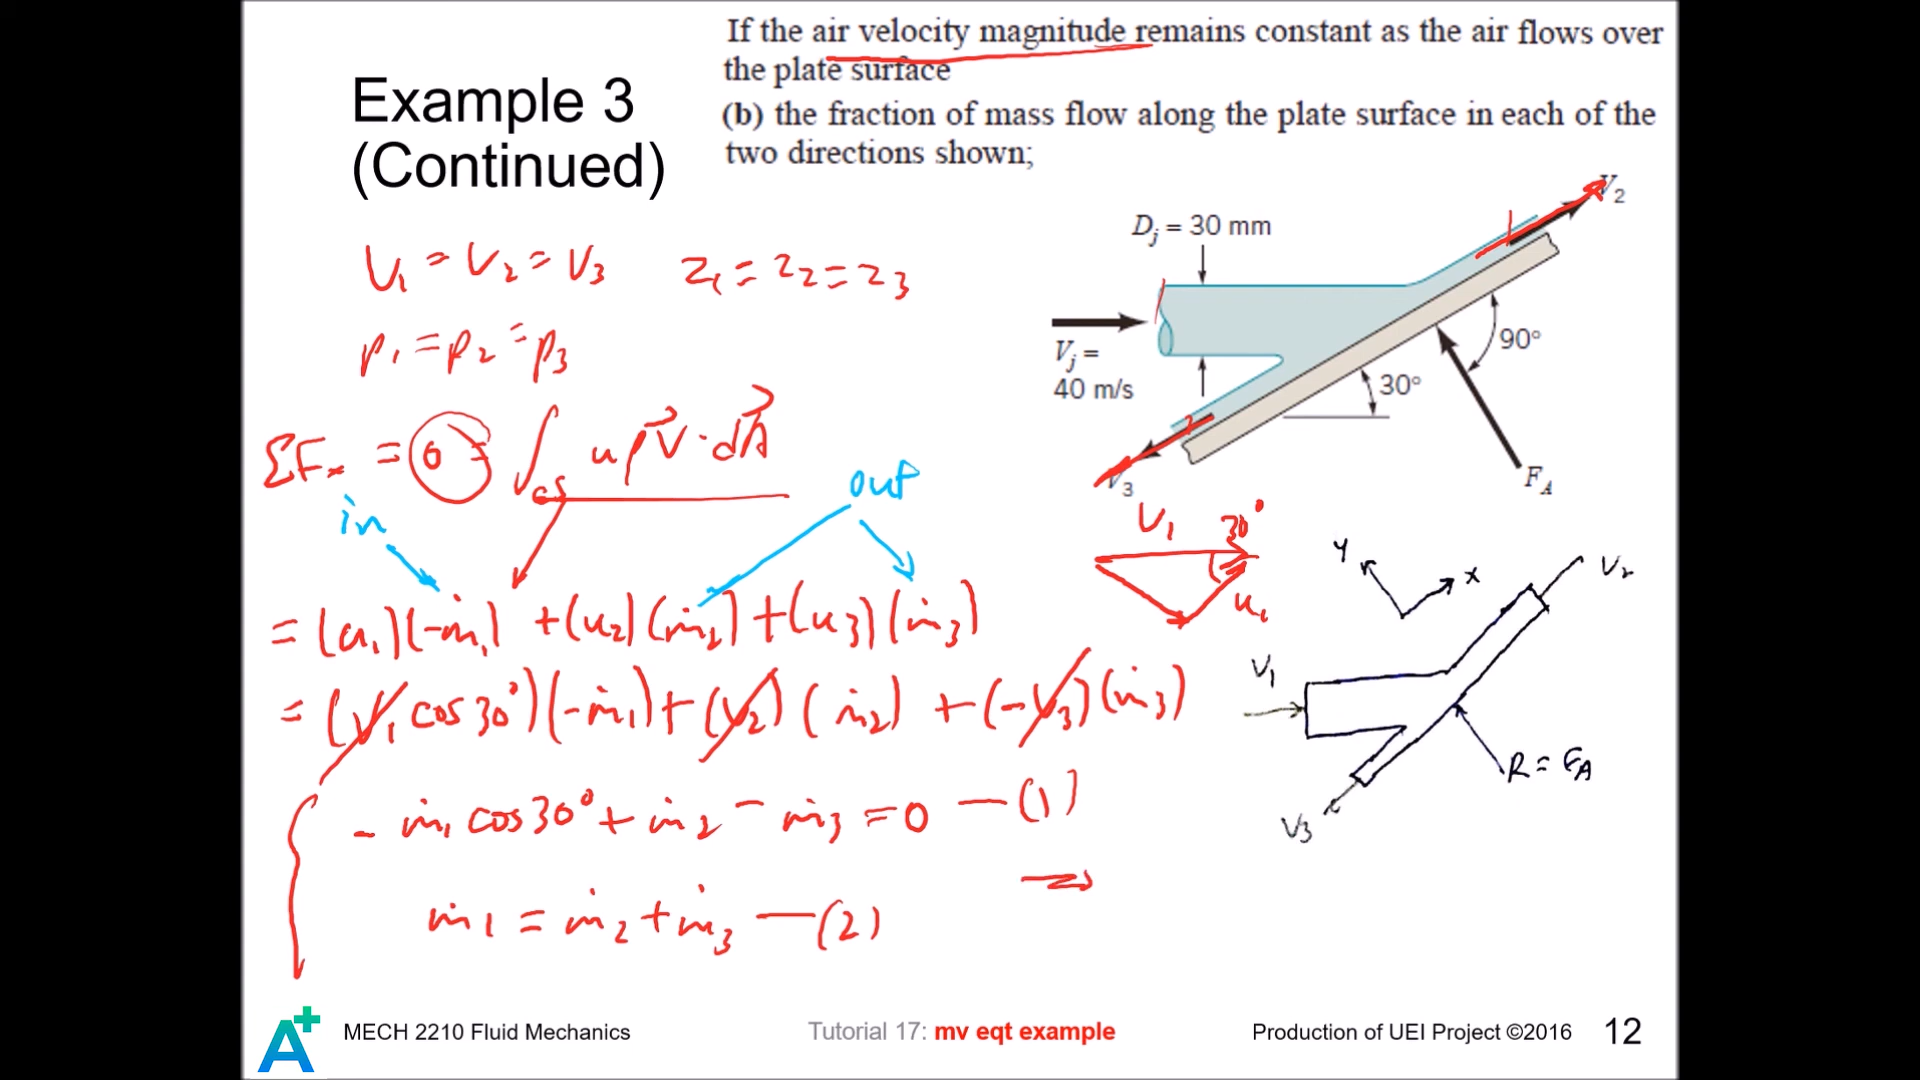 If the air velocity magnitude remains constant as the air flows over
the plate surface
(b) the fraction of mass flow along the plate surface in each of the
two directions shown;
Example 3
(Continued)
V₁ = V₂ = V₃   z₁ = z₂ = z₃
p₁ = p₂ = p₃
ΣFₓ = 0 = ∫cs u ρ V⃗ · dA⃗
in
out
= (u₁)(-ṁ₁) + (u₂)(ṁ₂) + (u₃)(ṁ₃)
= (V₁ cos 30°)(-ṁ₁) + (V₂)(ṁ₂) + (-V₃)(ṁ₃)
- ṁ₁ cos 30° + ṁ₂ - ṁ₃ = 0 — (1)
ṁ₁ = ṁ₂ + ṁ₃ — (2)
V₂
Dⱼ = 30 mm
Vⱼ =
40 m/s
90°
30°
V₃
F_A
V₁ 30°
u₁
Y
x
V₂
V₁
R = F_A
V₃
A+
MECH 2210 Fluid Mechanics
Tutorial 17: mv eqt example
Production of UEI Project ©2016
12